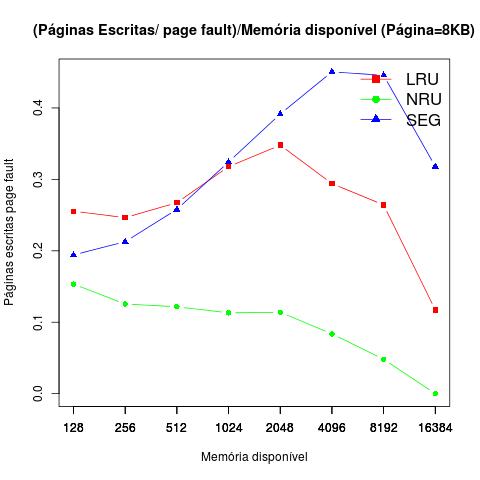 (Páginas Escritas/ page fault)/Memória disponível (Página=8KB)
LRU
NRU
SEG
Páginas escritas page fault
0.4
0.3
0.2
0.1
0.0
128 256 512 1024 2048 4096 8192 16384
Memória disponível